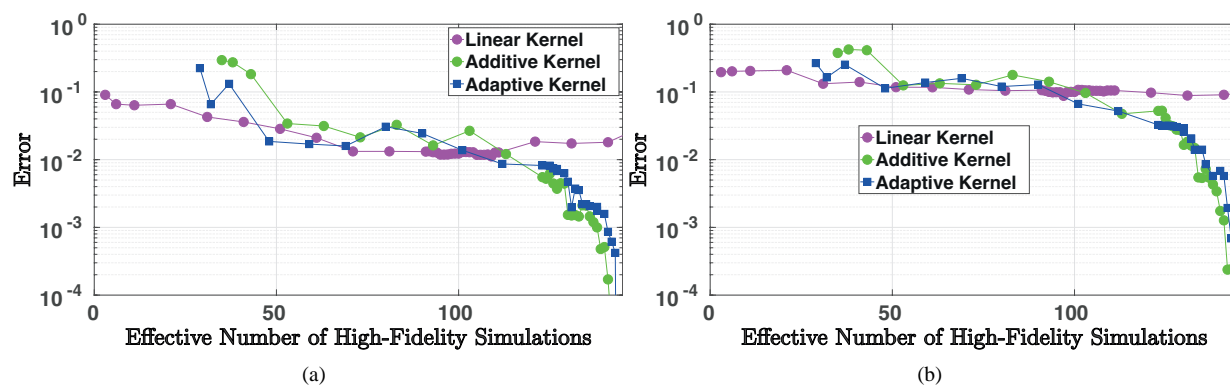 10^0
10^-1
10^-2
10^-3
10^-4
Error
Linear Kernel
Additive Kernel
Adaptive Kernel
0 50 100
Effective Number of High-Fidelity Simulations
(a)
10^0
10^-1
10^-2
10^-3
10^-4
Error
Linear Kernel
Additive Kernel
Adaptive Kernel
0 50 100
Effective Number of High-Fidelity Simulations
(b)